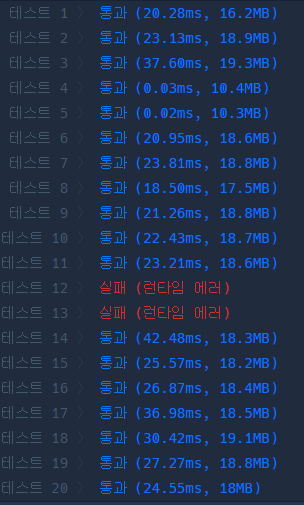 테스트 1 〉 통과 (20.28ms, 16.2MB)
테스트 2 〉 통과 (23.13ms, 18.9MB)
테스트 3 〉 통과 (37.60ms, 19.3MB)
테스트 4 〉 통과 (0.03ms, 10.4MB)
테스트 5 〉 통과 (0.02ms, 10.3MB)
테스트 6 〉 통과 (20.95ms, 18.6MB)
테스트 7 〉 통과 (23.81ms, 18.8MB)
테스트 8 〉 통과 (18.50ms, 17.5MB)
테스트 9 〉 통과 (21.26ms, 18.8MB)
테스트 10 〉 통과 (22.43ms, 18.7MB)
테스트 11 〉 통과 (23.21ms, 18.6MB)
테스트 12 〉 실패 (런타임 에러)
테스트 13 〉 실패 (런타임 에러)
테스트 14 〉 통과 (42.48ms, 18.3MB)
테스트 15 〉 통과 (25.57ms, 18.2MB)
테스트 16 〉 통과 (26.87ms, 18.4MB)
테스트 17 〉 통과 (36.98ms, 18.5MB)
테스트 18 〉 통과 (30.42ms, 19.1MB)
테스트 19 〉 통과 (27.27ms, 18.8MB)
테스트 20 〉 통과 (24.55ms, 18MB)